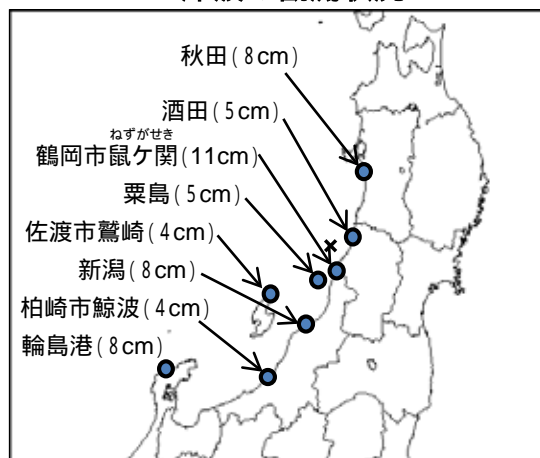 秋田(8cm)
酒田(5cm)
ねずがせき
鶴岡市鼠ケ関(11cm)
粟島(5cm)
佐渡市鷲崎(4cm)
新潟(8cm)
柏崎市鯨波(4cm)
輪島港(8cm)